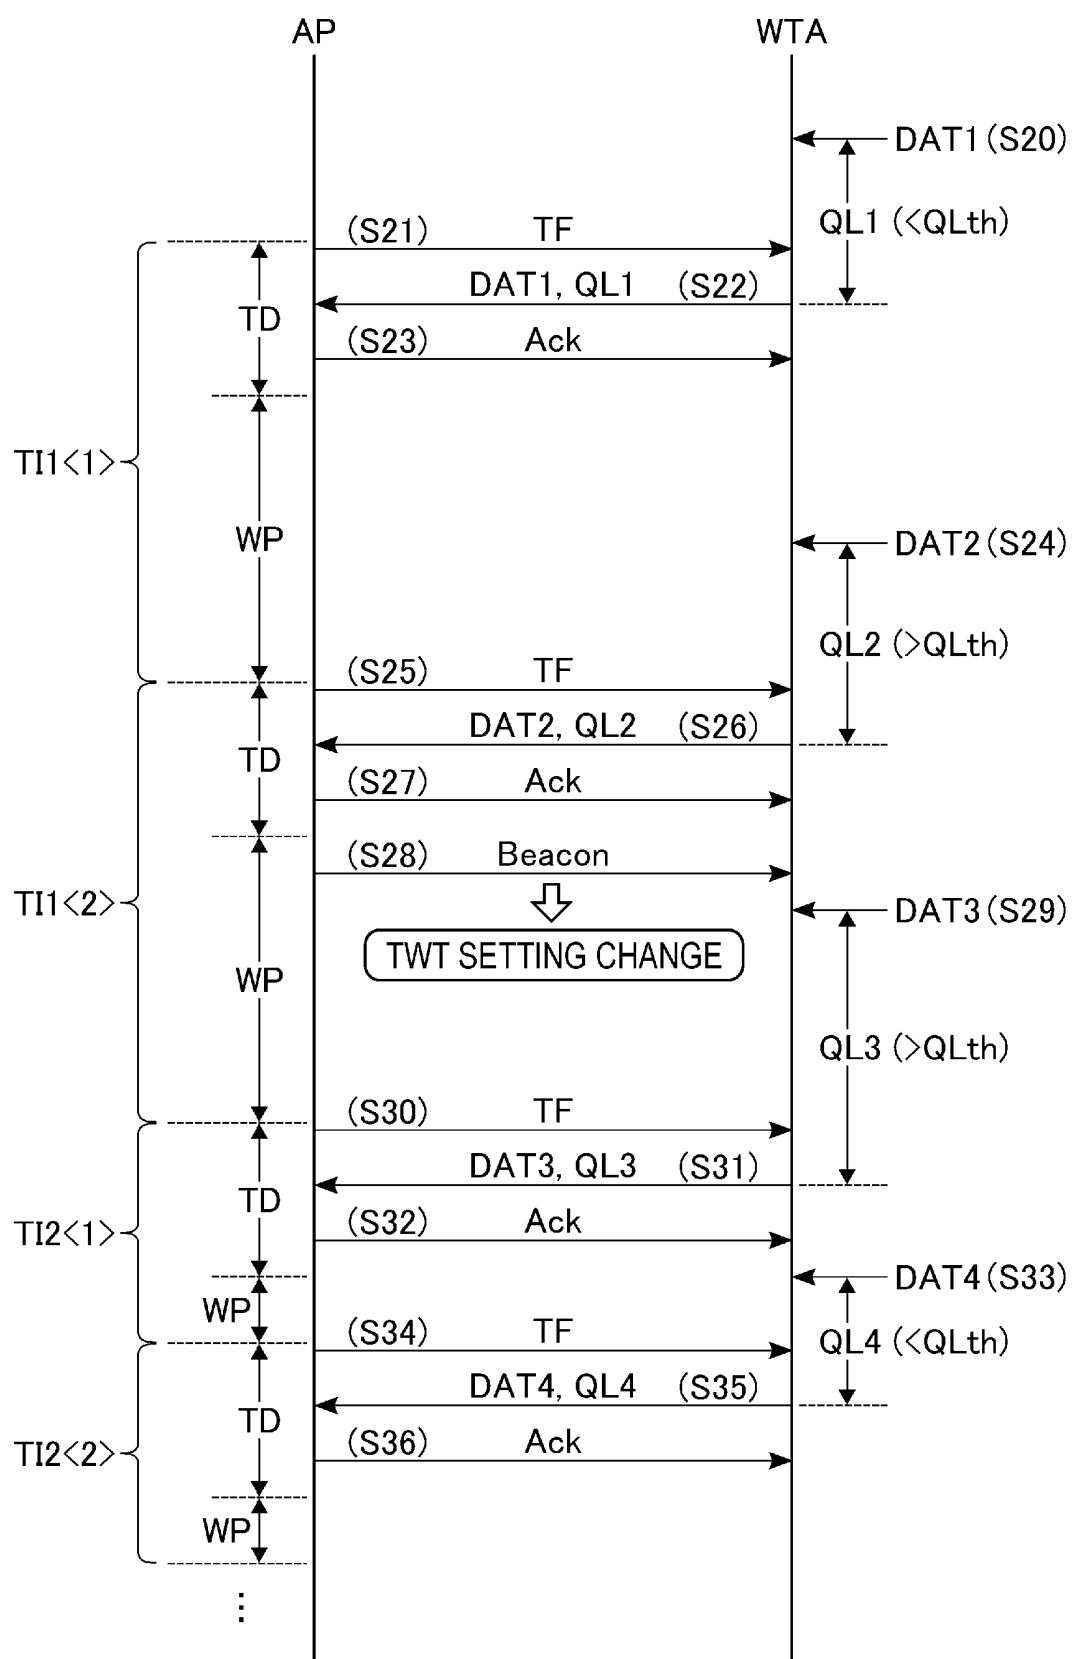 AP WTA
DAT1 (S20)
QL1 (<QLth)
(S21) TF
DAT1, QL1 (S22)
TD
(S23) Ack
TI1<1>
WP
DAT2 (S24)
QL2 (>QLth)
(S25) TF
DAT2, QL2 (S26)
TD
(S27) Ack
(S28) Beacon
TI1<2>
DAT3 (S29)
TWT SETTING CHANGE
WP
QL3 (>QLth)
(S30) TF
DAT3, QL3 (S31)
TD
(S32) Ack
TI2<1>
DAT4 (S33)
WP
(S34) TF
QL4 (<QLth)
DAT4, QL4 (S35)
TD
(S36) Ack
TI2<2>
WP
⋮